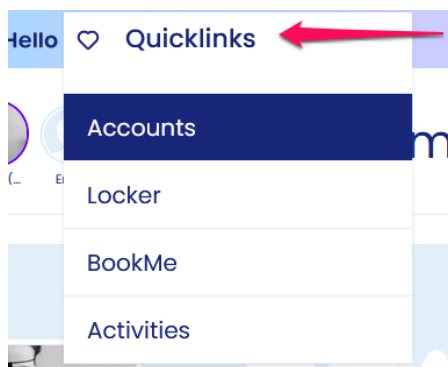 Hello
Quicklinks
Accounts
Locker
BookMe
Activities